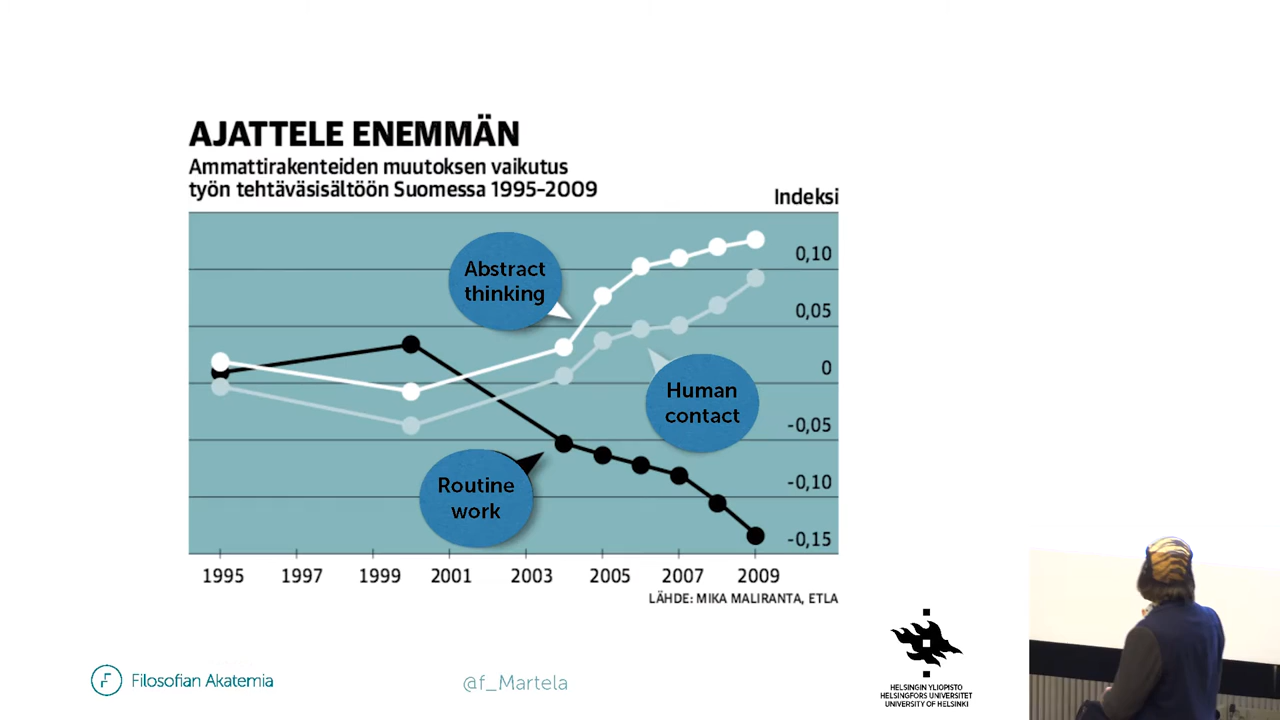 AJATTELE ENEMMÄN
Ammattirakenteiden muutoksen vaikutus
työn tehtäväsisältöön Suomessa 1995–2009
Indeksi
0,10
0,05
0
-0,05
-0,10
-0,15
Abstract
thinking
Human
contact
Routine
work
1995 1997 1999 2001 2003 2005 2007 2009
LÄHDE: MIKA MALIRANTA, ETLA
Filosofian Akatemia
@f_Martela
HELSINGIN YLIOPISTO
HELSINGFORS UNIVERSITET
UNIVERSITY OF HELSINKI